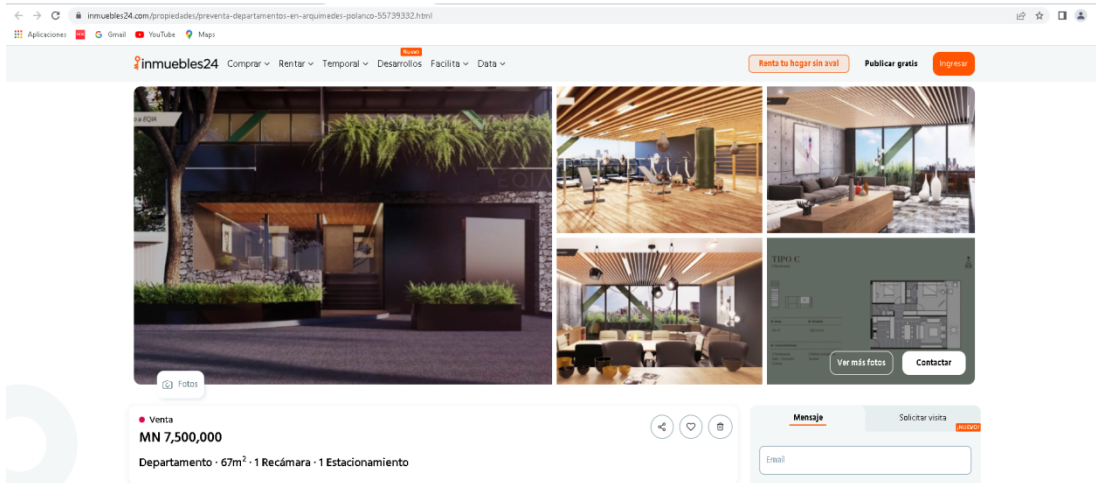 inmuebles24.com/propiedades/preventa-departamentos-en-arquimedes-polanco-55739332.html
Aplicaciones G Gmail YouTube Maps
inmuebles24 Comprar Rentar Temporal Desarrollos Facilita Data
Nuevo
Renta tu hogar sin aval Publicar gratis Ingresar
TIPO C
Ver más fotos Contactar
Fotos
Venta
MN 7,500,000
Departamento · 67m² · 1 Recámara · 1 Estacionamiento
Mensaje Solicitar visita
¡NUEVO!
Email